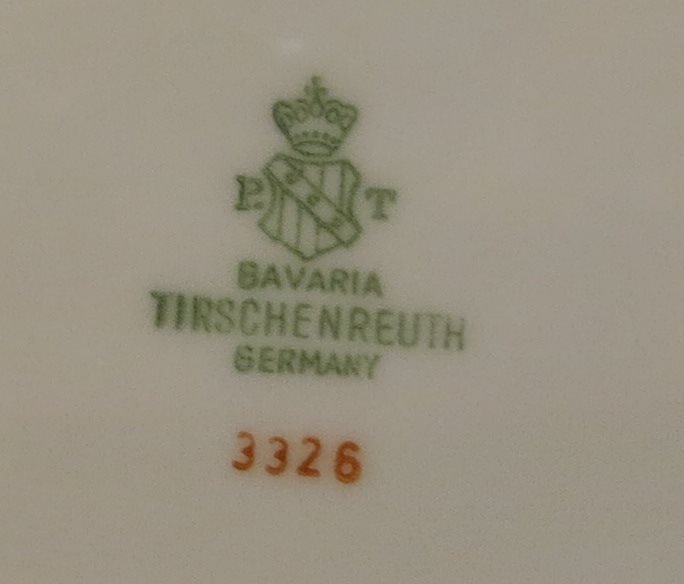 P. T
BAVARIA
TIRSCHENREUTH
GERMANY
3326